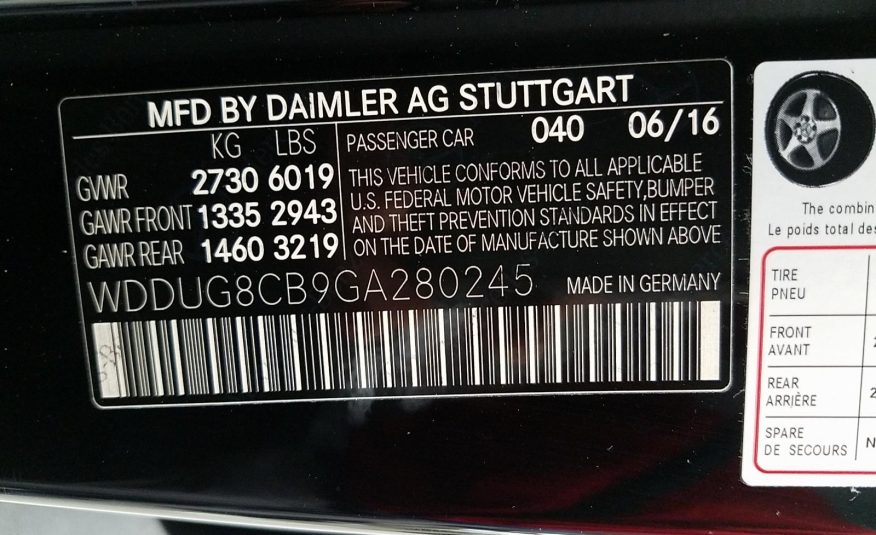 MFD BY DAIMLER AG STUTTGART
KG LBS
GVWR 2730 6019
GAWR FRONT 1335 2943
GAWR REAR 1460 3219
PASSENGER CAR 040 06/16
THIS VEHICLE CONFORMS TO ALL APPLICABLE
U.S. FEDERAL MOTOR VEHICLE SAFETY,BUMPER
AND THEFT PREVENTION STANDARDS IN EFFECT
ON THE DATE OF MANUFACTURE SHOWN ABOVE
WDDUG8CB9GA280245 MADE IN GERMANY
The combin
Le poids total des
TIRE
PNEU
FRONT
AVANT
REAR
ARRIÈRE
SPARE
DE SECOURS